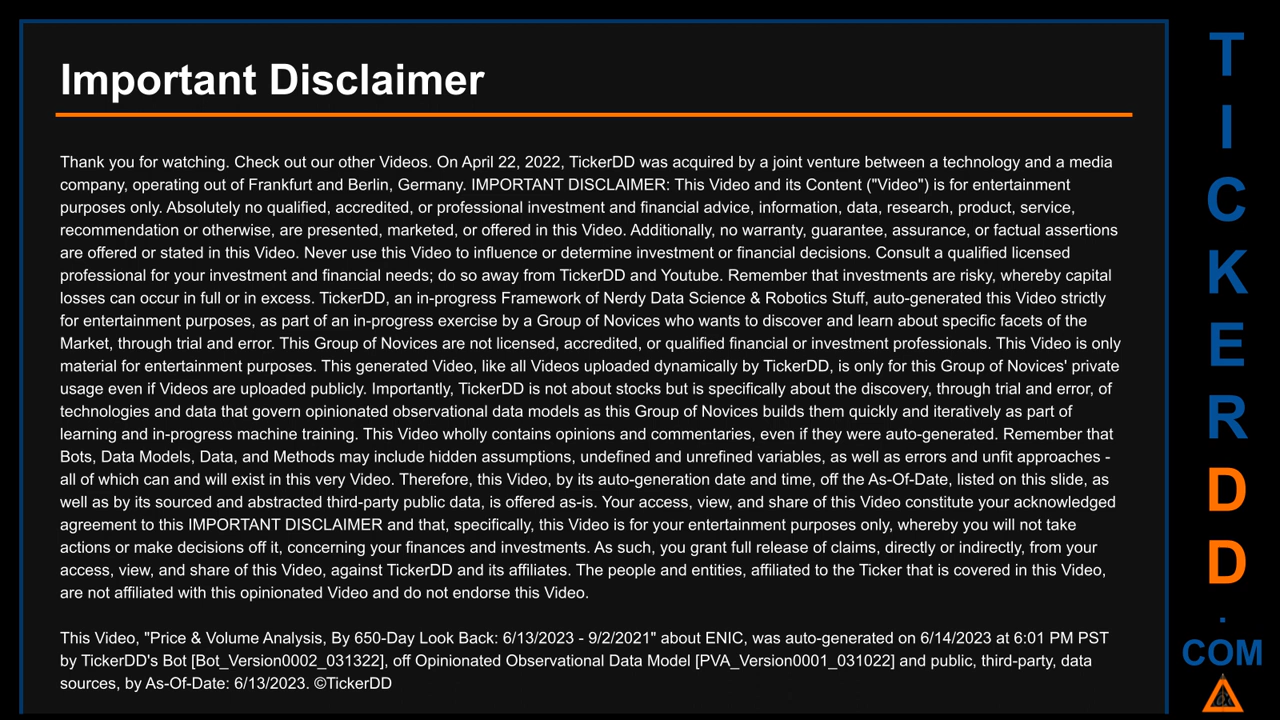 Important Disclaimer
Thank you for watching. Check out our other Videos. On April 22, 2022, TickerDD was acquired by a joint venture between a technology and a media
company, operating out of Frankfurt and Berlin, Germany. IMPORTANT DISCLAIMER: This Video and its Content ("Video") is for entertainment
purposes only. Absolutely no qualified, accredited, or professional investment and financial advice, information, data, research, product, service,
recommendation or otherwise, are presented, marketed, or offered in this Video. Additionally, no warranty, guarantee, assurance, or factual assertions
are offered or stated in this Video. Never use this Video to influence or determine investment or financial decisions. Consult a qualified licensed
professional for your investment and financial needs; do so away from TickerDD and Youtube. Remember that investments are risky, whereby capital
losses can occur in full or in excess. TickerDD, an in-progress Framework of Nerdy Data Science & Robotics Stuff, auto-generated this Video strictly
for entertainment purposes, as part of an in-progress exercise by a Group of Novices who wants to discover and learn about specific facets of the
Market, through trial and error. This Group of Novices are not licensed, accredited, or qualified financial or investment professionals. This Video is only
material for entertainment purposes. This generated Video, like all Videos uploaded dynamically by TickerDD, is only for this Group of Novices' private
usage even if Videos are uploaded publicly. Importantly, TickerDD is not about stocks but is specifically about the discovery, through trial and error, of
technologies and data that govern opinionated observational data models as this Group of Novices builds them quickly and iteratively as part of
learning and in-progress machine training. This Video wholly contains opinions and commentaries, even if they were auto-generated. Remember that
Bots, Data Models, Data, and Methods may include hidden assumptions, undefined and unrefined variables, as well as errors and unfit approaches -
all of which can and will exist in this very Video. Therefore, this Video, by its auto-generation date and time, off the As-Of-Date, listed on this slide, as
well as by its sourced and abstracted third-party public data, is offered as-is. Your access, view, and share of this Video constitute your acknowledged
agreement to this IMPORTANT DISCLAIMER and that, specifically, this Video is for your entertainment purposes only, whereby you will not take
actions or make decisions off it, concerning your finances and investments. As such, you grant full release of claims, directly or indirectly, from your
access, view, and share of this Video, against TickerDD and its affiliates. The people and entities, affiliated to the Ticker that is covered in this Video,
are not affiliated with this opinionated Video and do not endorse this Video.
This Video, "Price & Volume Analysis, By 650-Day Look Back: 6/13/2023 - 9/2/2021" about ENIC, was auto-generated on 6/14/2023 at 6:01 PM PST
by TickerDD's Bot [Bot_Version0002_031322], off Opinionated Observational Data Model [PVA_Version0001_031022] and public, third-party, data
sources, by As-Of-Date: 6/13/2023. ©TickerDD
T
I
C
K
E
R
D
D
.
COM